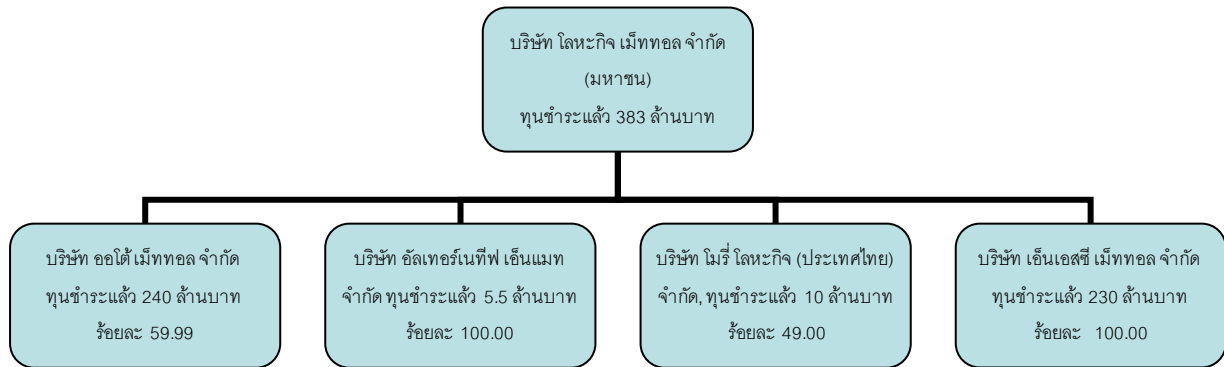 บริษัท โลหะกิจ เม็ททอล จำกัด
(มหาชน)
ทุนชำระแล้ว 383 ล้านบาท
บริษัท ออโต้ เม็ททอล จำกัด
ทุนชำระแล้ว 240 ล้านบาท
ร้อยละ 59.99
บริษัท อัลเทอร์เนทีฟ เอ็นแมท
จำกัด ทุนชำระแล้ว 5.5 ล้านบาท
ร้อยละ 100.00
บริษัท โมรี่ โลหะกิจ (ประเทศไทย)
จำกัด, ทุนชำระแล้ว 10 ล้านบาท
ร้อยละ 49.00
บริษัท เอ็นเอสซี เม็ททอล จำกัด
ทุนชำระแล้ว 230 ล้านบาท
ร้อยละ 100.00